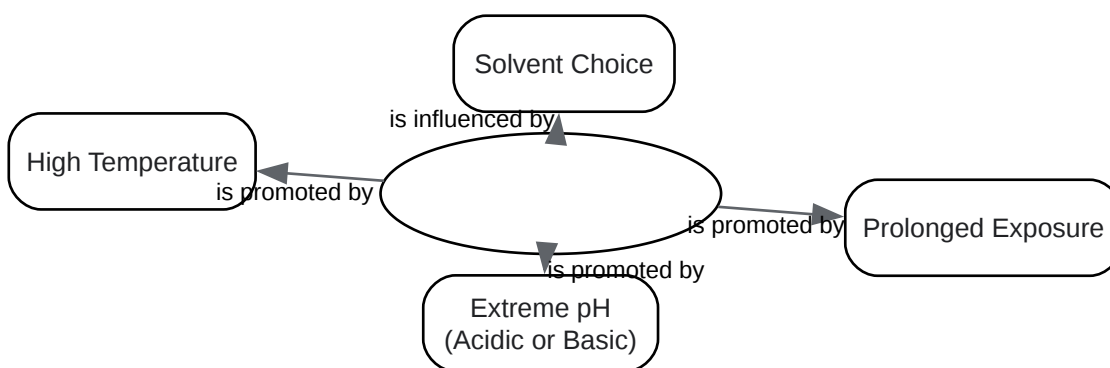 Solvent Choice
is influenced by
High Temperature
is promoted by
is promoted by
Prolonged Exposure
is promoted by
Extreme pH
(Acidic or Basic)